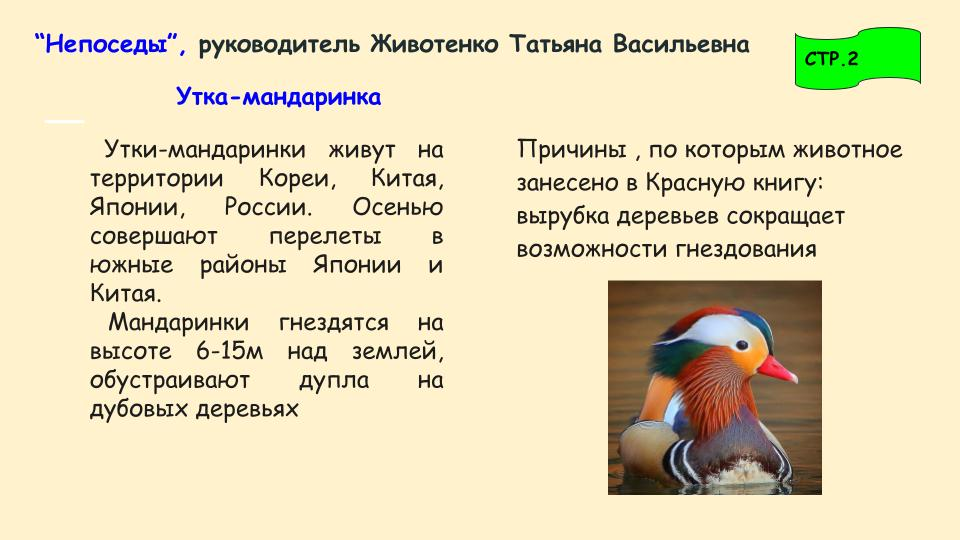 “Непоседы”, руководитель Животенко Татьяна Васильевна
СТР.2
Утка-мандаринка
Утки-мандаринки живут на
территории Кореи, Китая,
Японии, России. Осенью
совершают перелеты в
южные районы Японии и
Китая.
Мандаринки гнездятся на
высоте 6-15м над землей,
обустраивают дупла на
дубовых деревьях
Причины , по которым животное
занесено в Красную книгу:
вырубка деревьев сокращает
возможности гнездования